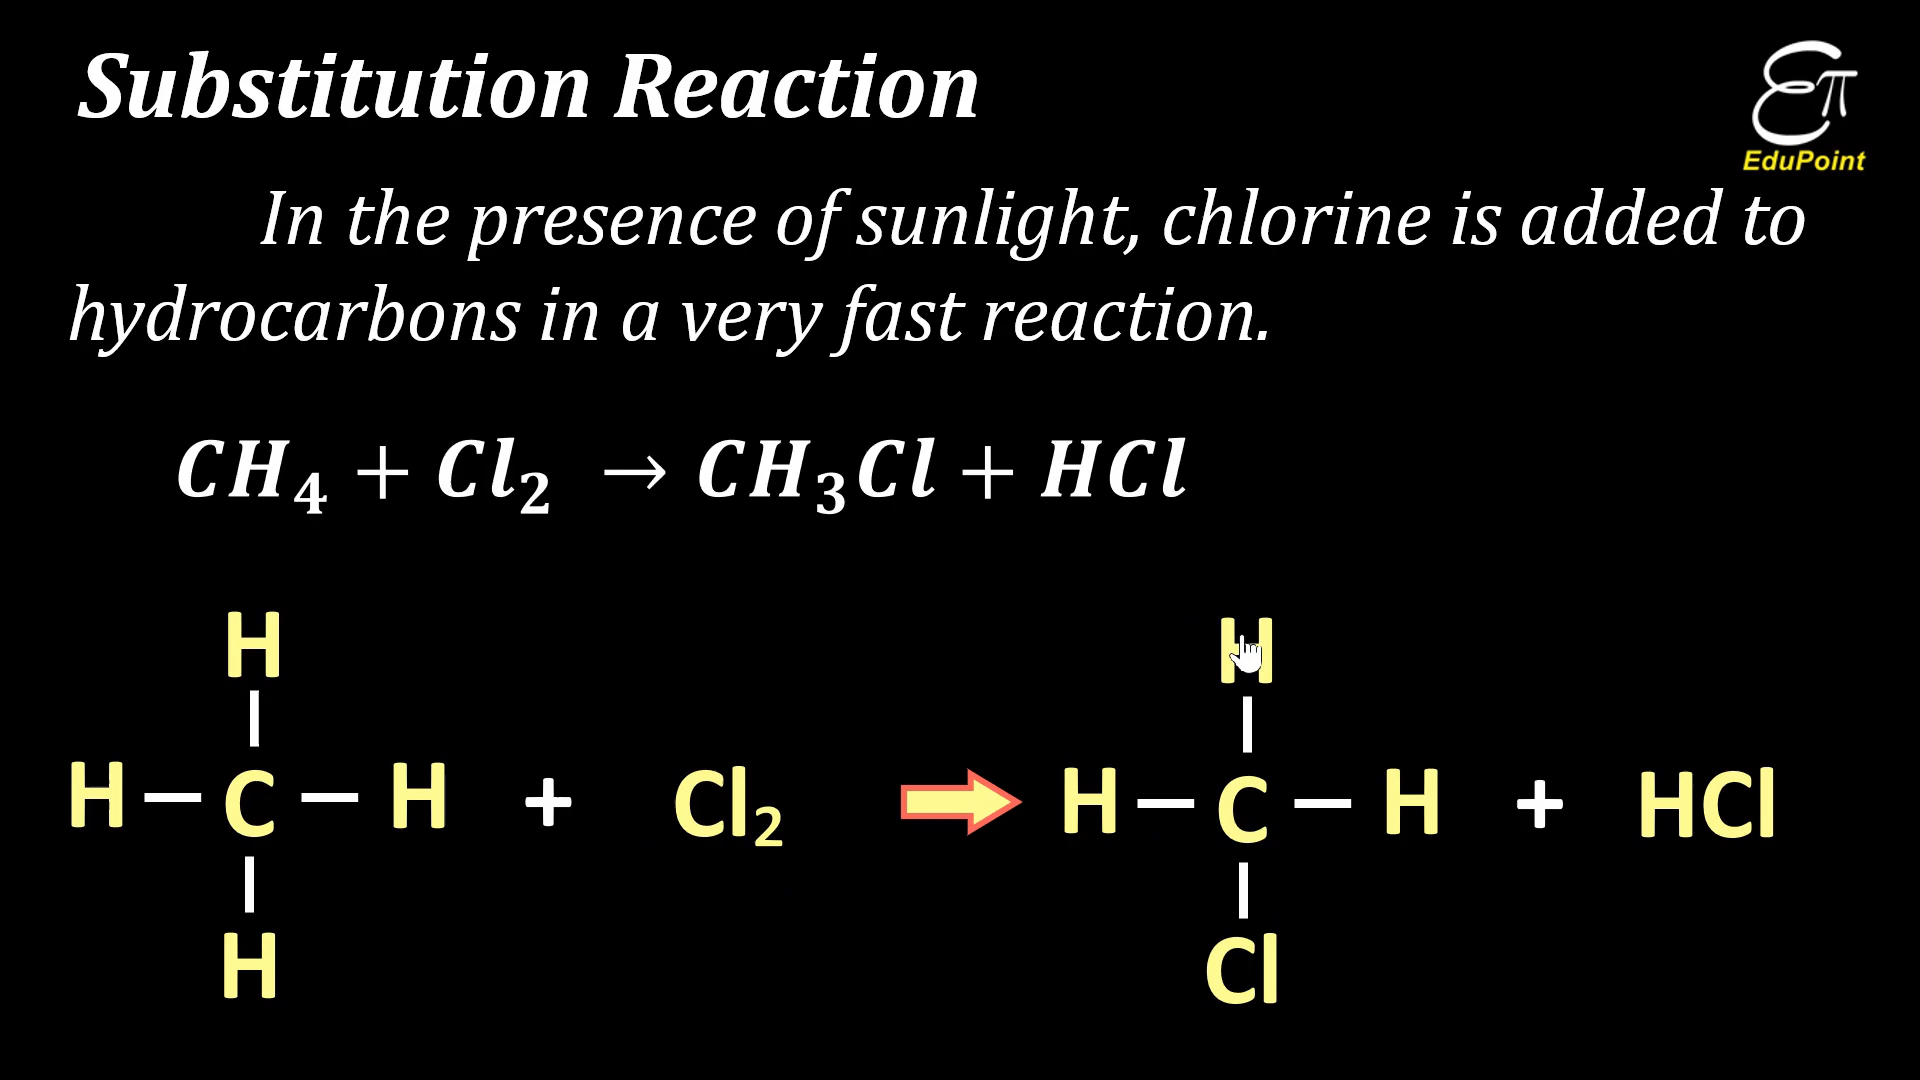 Substitution Reaction
επ
EduPoint
In the presence of sunlight, chlorine is added to
hydrocarbons in a very fast reaction.
CH₄ + Cl₂ → CH₃Cl + HCl
H H
H – C – H + Cl₂ ⇨ H – C – H + HCl
H Cl